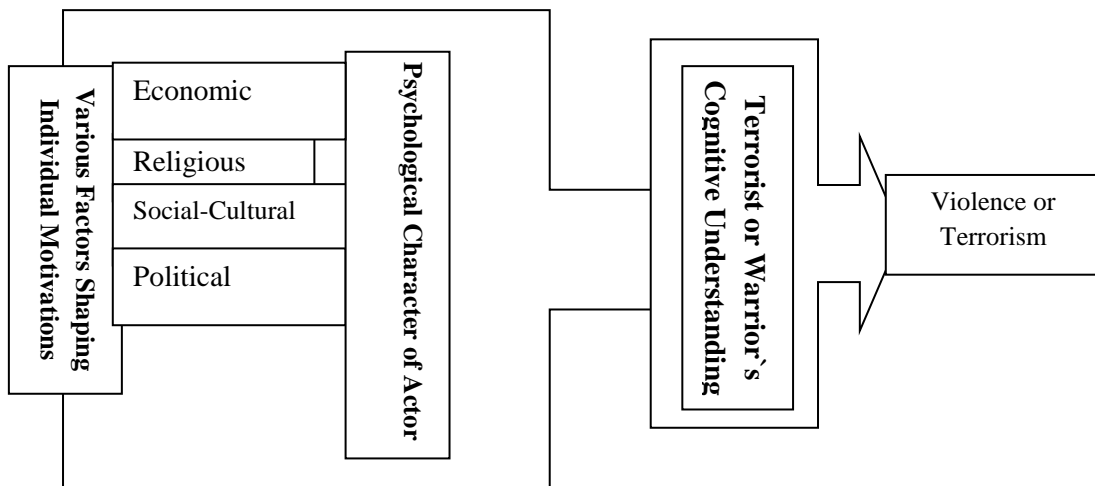 Various Factors Shaping
Individual Motivations
Economic
Religious
Social-Cultural
Political
Psychological Character of Actor
Terrorist or Warrior`s
Cognitive Understanding
Violence or
Terrorism